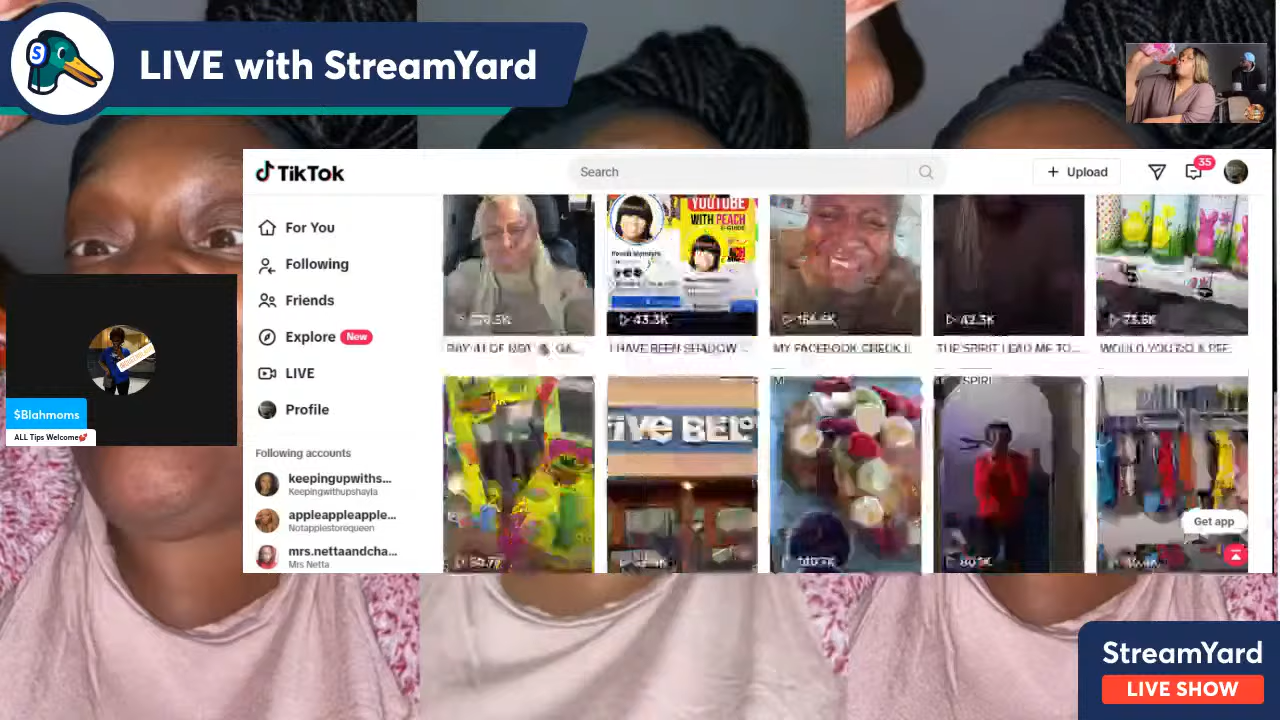 LIVE with StreamYard
TikTok
Search
+ Upload
35
For You
Following
Friends
Explore New
LIVE
Profile
Following accounts
keepingupwiths...
Keepingwithupshayla
appleappleapple...
Notapplestorequeen
mrs.nettaandcha...
Mrs Netta
YOUTUBE
WITH PEACH
E-GUIDE
43.3K
42.3K
73.6K
I HAVE BEEN SHADOW ...
MY FACEBOOK CHECK I
THE SPIRIT LEAD ME TO...
WOULD YOU
SPIRI
Get app
$Blahmoms
ALL Tips Welcome
StreamYard
LIVE SHOW